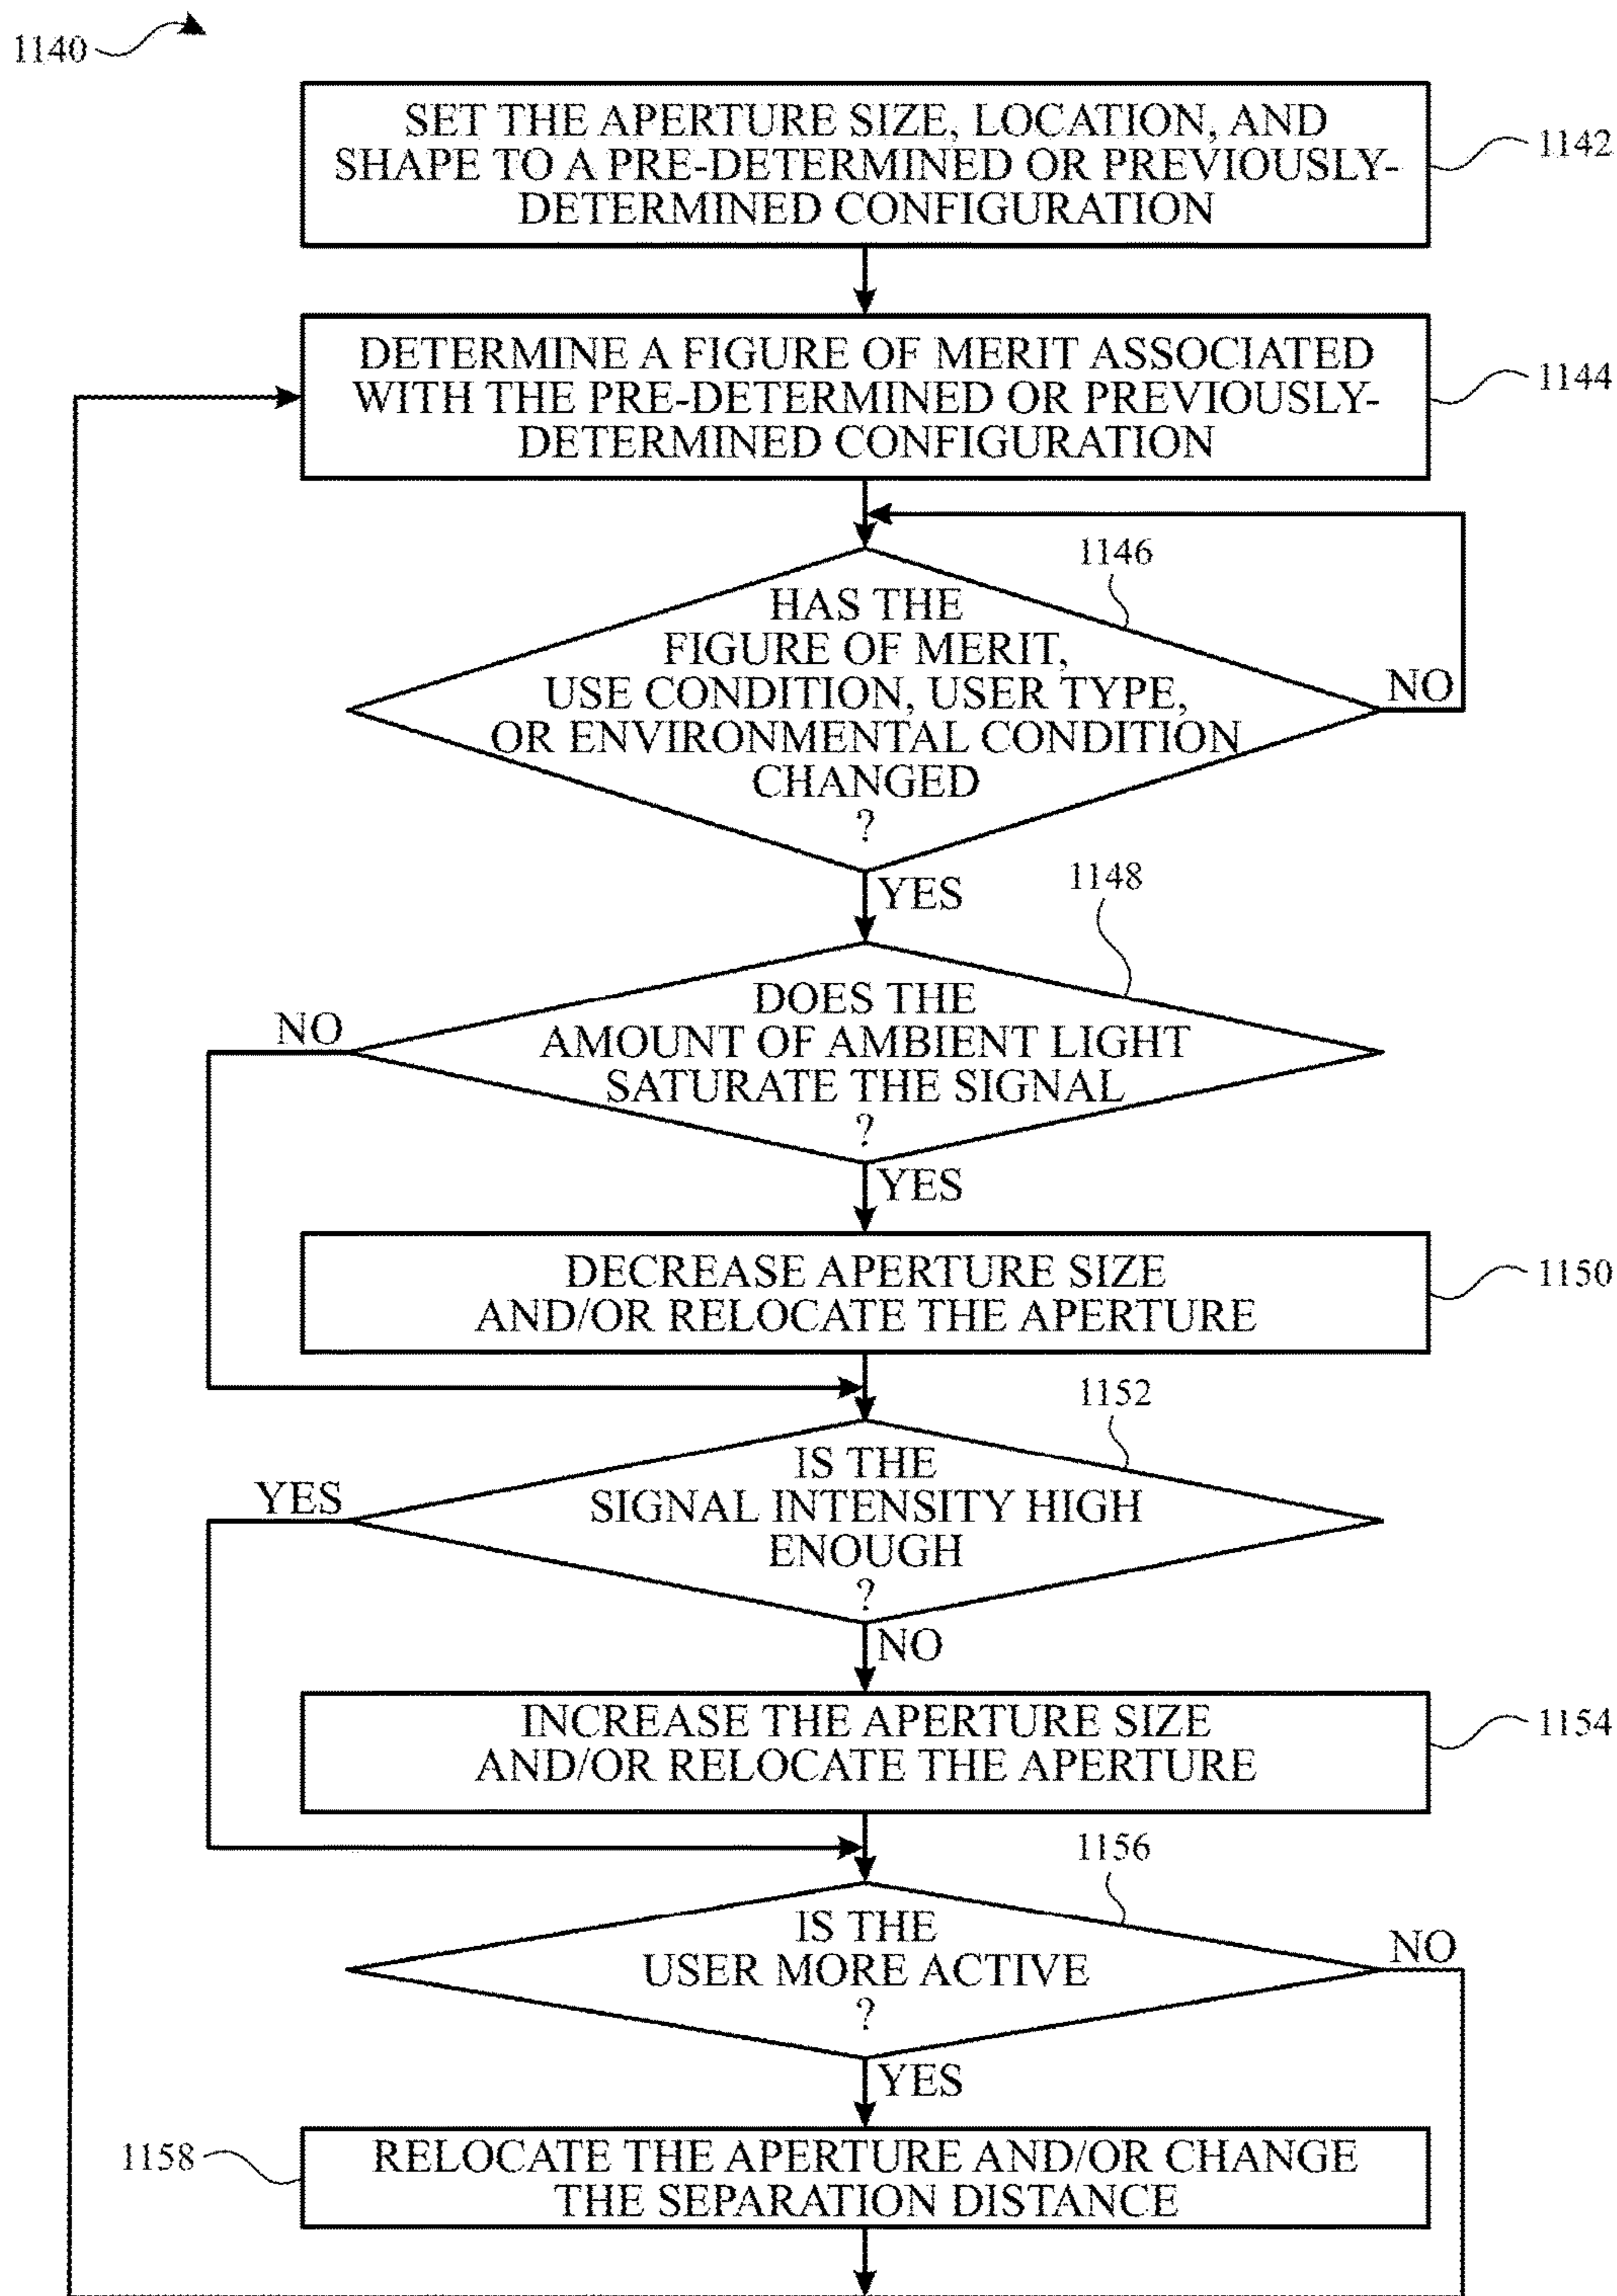 1140
SET THE APERTURE SIZE, LOCATION, AND
SHAPE TO A PRE-DETERMINED OR PREVIOUSLY-
DETERMINED CONFIGURATION
1142
DETERMINE A FIGURE OF MERIT ASSOCIATED
WITH THE PRE-DETERMINED OR PREVIOUSLY-
DETERMINED CONFIGURATION
1144
1146
HAS THE
FIGURE OF MERIT,
USE CONDITION, USER TYPE,
OR ENVIRONMENTAL CONDITION
CHANGED
?
NO
YES
1148
DOES THE
AMOUNT OF AMBIENT LIGHT
SATURATE THE SIGNAL
?
NO
YES
DECREASE APERTURE SIZE
AND/OR RELOCATE THE APERTURE
1150
1152
IS THE
SIGNAL INTENSITY HIGH
ENOUGH
?
YES
NO
INCREASE THE APERTURE SIZE
AND/OR RELOCATE THE APERTURE
1154
1156
IS THE
USER MORE ACTIVE
?
NO
YES
1158
RELOCATE THE APERTURE AND/OR CHANGE
THE SEPARATION DISTANCE